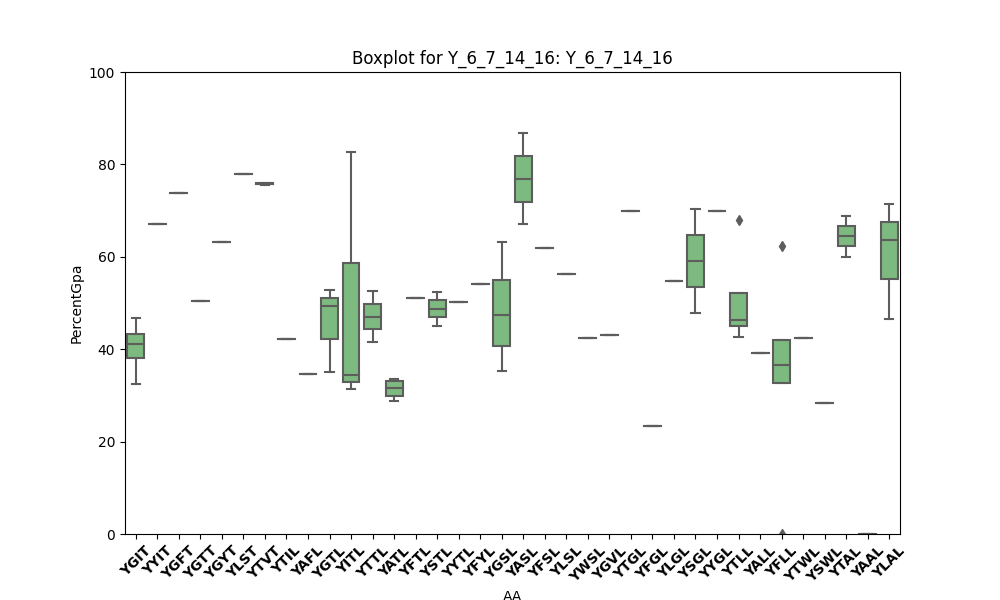 Boxplot for Y_6_7_14_16: Y_6_7_14_16
100
80
60
40
20
0
PercentGpa
YGIT YYIT YGFT YGTT YGYT YLST YTVT YTIL YAFL YGTL YITL YTTL YATL YFTL YSTL YYTL YFYL YGSL YASL YFSL YLSL YWSL YGVL YTGL YFGL YLGL YSGL YYGL YTLL YALL YFLL YTWL YSWL YTAL YAAL YLAL
AA